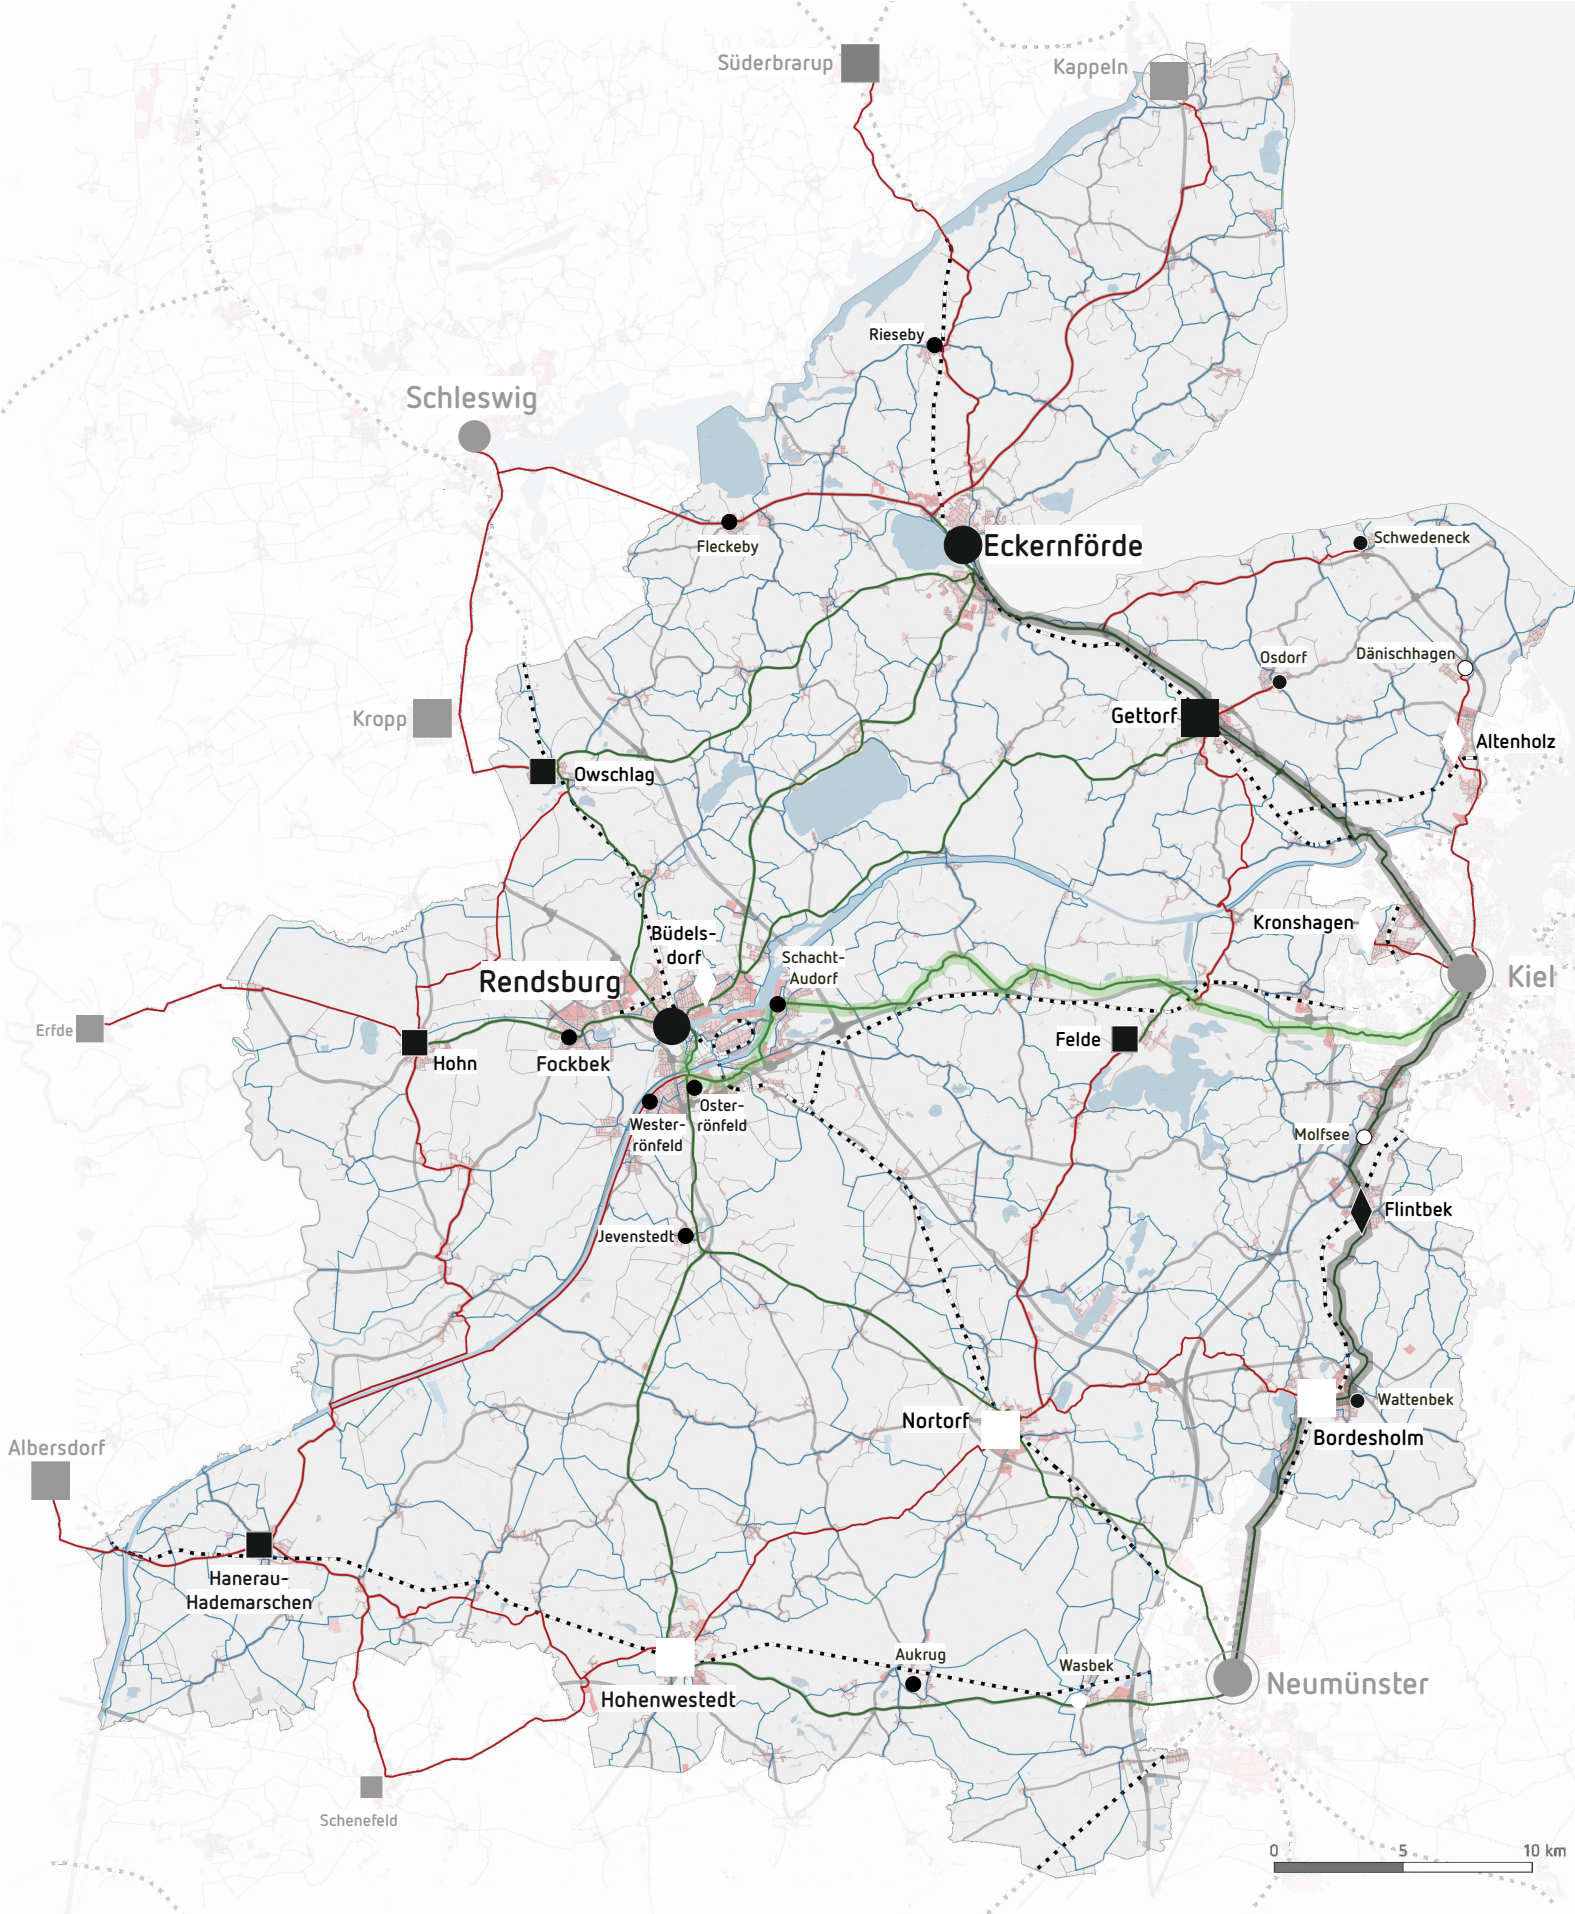 Süderbrarup
Kappeln
Rieseby
Schleswig
Eckernförde
Schwedeneck
Fleckeby
Dänischhagen
Osdorf
Kropp
Gettorf
Altenholz
Owschlag
Büdels-
dorf
Kronshagen
Schacht-
Audorf
Rendsburg
Kiel
Erfde
Felde
Hohn
Fockbek
Oster-
rönfeld
Wester-
rönfeld
Molfsee
Flintbek
Jevenstedt
Wattenbek
Nortorf
Bordesholm
Albersdorf
Hanerau-
Hademarschen
Aukrug
Wasbek
Neumünster
Hohenwestedt
Schenefeld
0 5 10 km